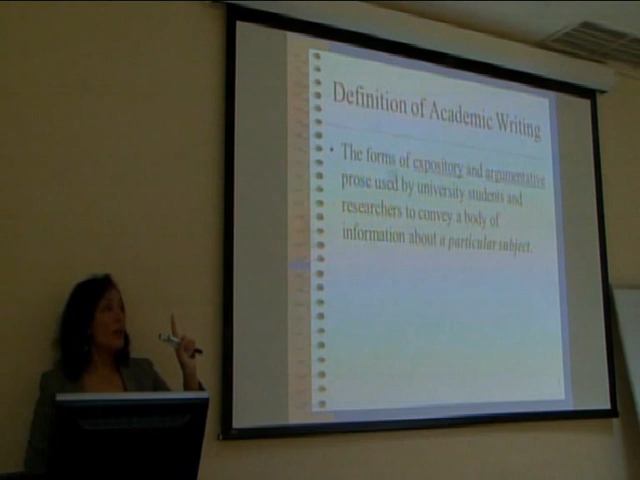 Definition of Academic Writing
• The forms of expository and argumentative
prose used by university students and
researchers to convey a body of
information about a particular subject.